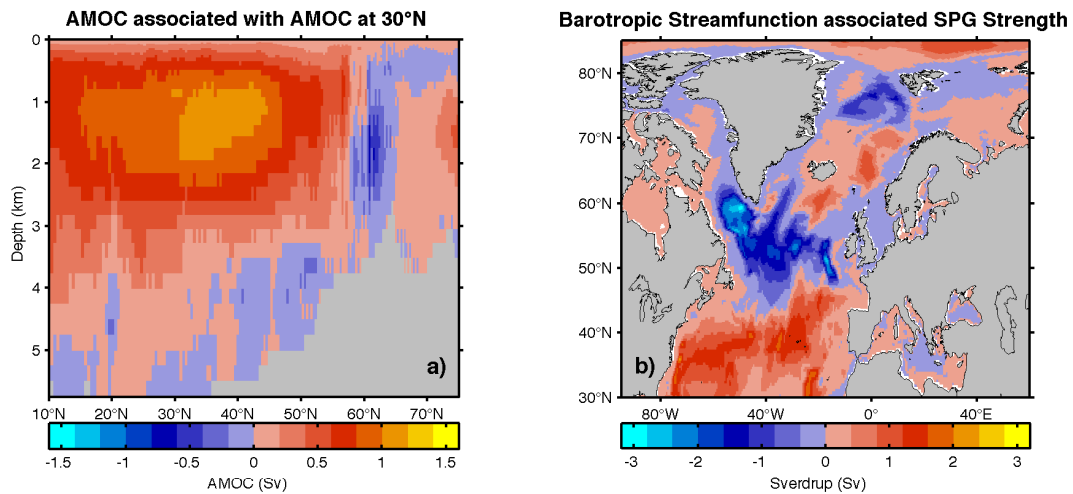 AMOC associated with AMOC at 30°N
0
1
2
3
4
5
Depth (km)
a)
10°N 20°N 30°N 40°N 50°N 60°N 70°N
-1.5 -1 -0.5 0 0.5 1 1.5
AMOC (Sv)
Barotropic Streamfunction associated SPG Strength
80°N
70°N
60°N
50°N
40°N
30°N
b)
80°W 40°W 0° 40°E
-3 -2 -1 0 1 2 3
Sverdrup (Sv)